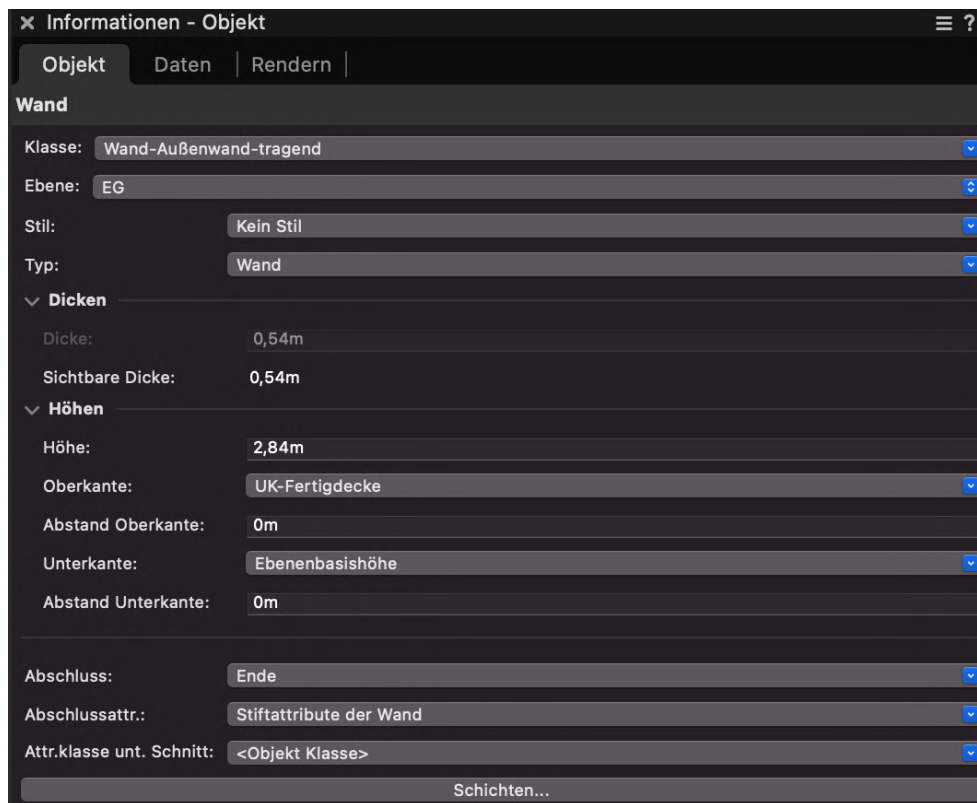 Informationen - Objekt ?
Objekt Daten Rendern
Wand
Klasse: Wand-Außenwand-tragend
Ebene: EG
Stil: Kein Stil
Typ: Wand
Dicken
Dicke: 0,54m
Sichtbare Dicke: 0,54m
Höhen
Höhe: 2,84m
Oberkante: UK-Fertigdecke
Abstand Oberkante: 0m
Unterkante: Ebenenbasishöhe
Abstand Unterkante: 0m
Abschluss: Ende
Abschlussattr.: Stiftattribute der Wand
Attr.klasse unt. Schnitt: <Objekt Klasse>
Schichten...